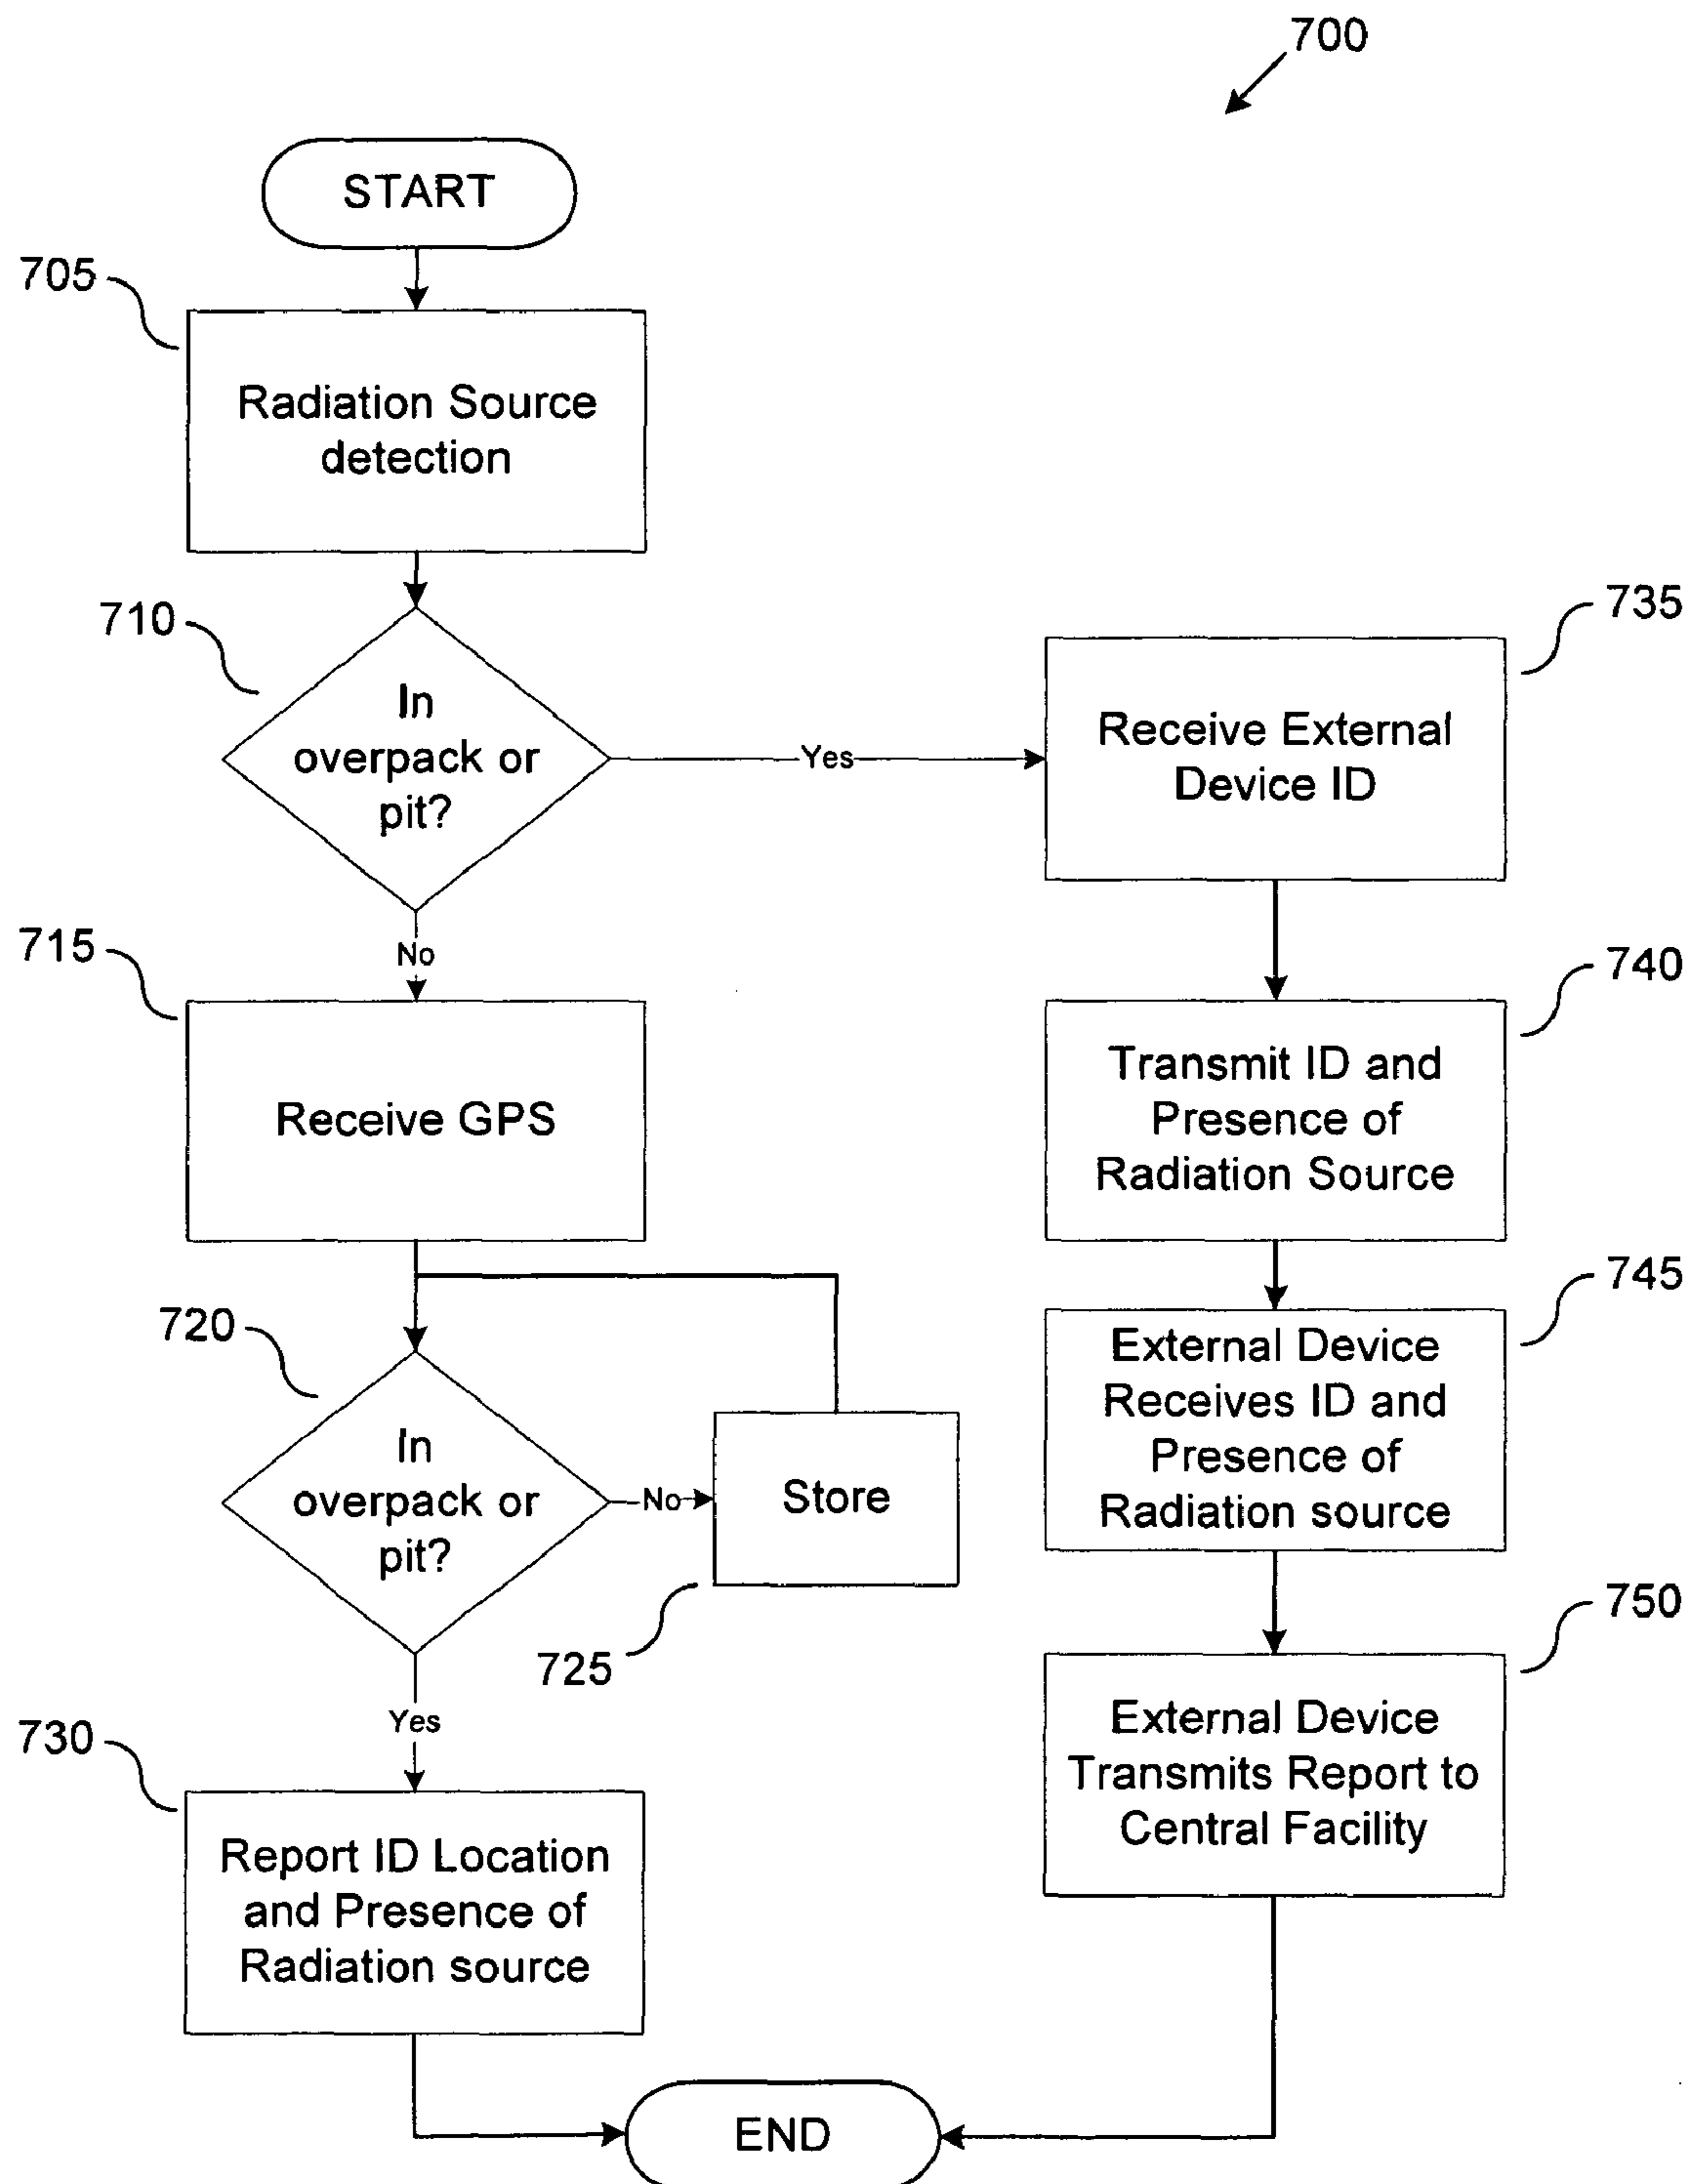 700
START
705
Radiation Source
detection
710
In
overpack or
pit?
Yes
735
Receive External
Device ID
No
715
Receive GPS
740
Transmit ID and
Presence of
Radiation Source
720
In
overpack or
pit?
No
Store
725
745
External Device
Receives ID and
Presence of
Radiation source
Yes
730
Report ID Location
and Presence of
Radiation source
750
External Device
Transmits Report to
Central Facility
END